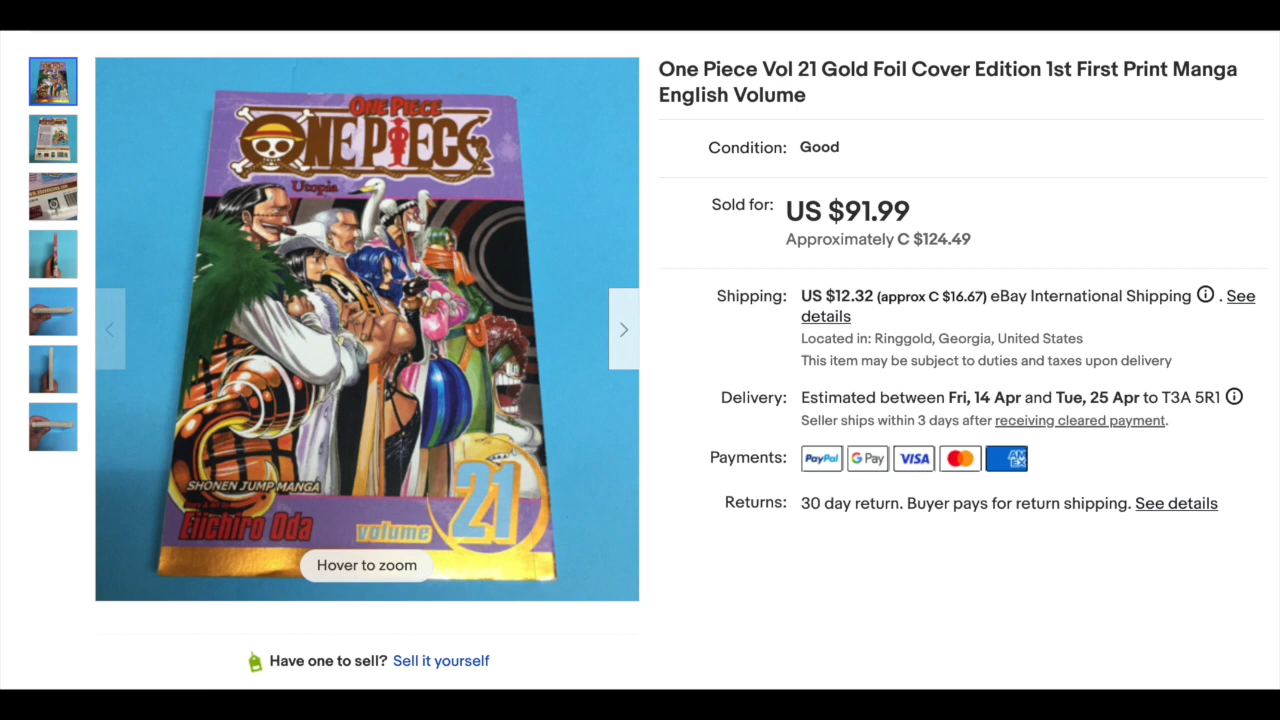 One Piece Vol 21 Gold Foil Cover Edition 1st First Print Manga
English Volume
Condition: Good
Sold for: US $91.99
Approximately C $124.49
Shipping: US $12.32 (approx C $16.67) eBay International Shipping . See
details
Located in: Ringgold, Georgia, United States
This item may be subject to duties and taxes upon delivery
Delivery: Estimated between Fri, 14 Apr and Tue, 25 Apr to T3A 5R1
Seller ships within 3 days after receiving cleared payment.
Payments: PayPal G Pay VISA AM EX
Returns: 30 day return. Buyer pays for return shipping. See details
ONE PIECE
ONE PIECE
Utopia
SHONEN JUMP MANGA
Story & Art by
Eiichiro Oda
volume 21
Hover to zoom
Have one to sell? Sell it yourself